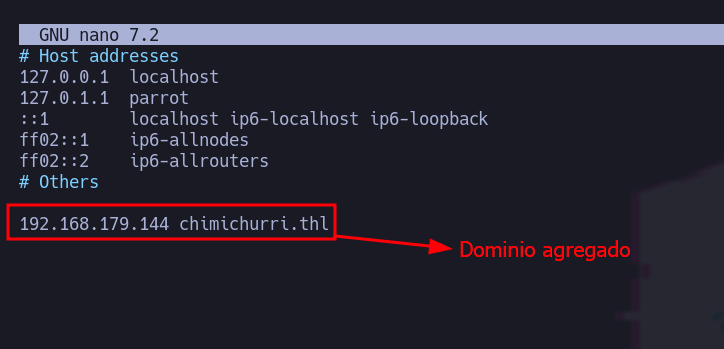 GNU nano 7.2
# Host addresses
127.0.0.1  localhost
127.0.1.1  parrot
::1        localhost ip6-localhost ip6-loopback
ff02::1    ip6-allnodes
ff02::2    ip6-allrouters
# Others
192.168.179.144 chimichurri.thl
Dominio agregado